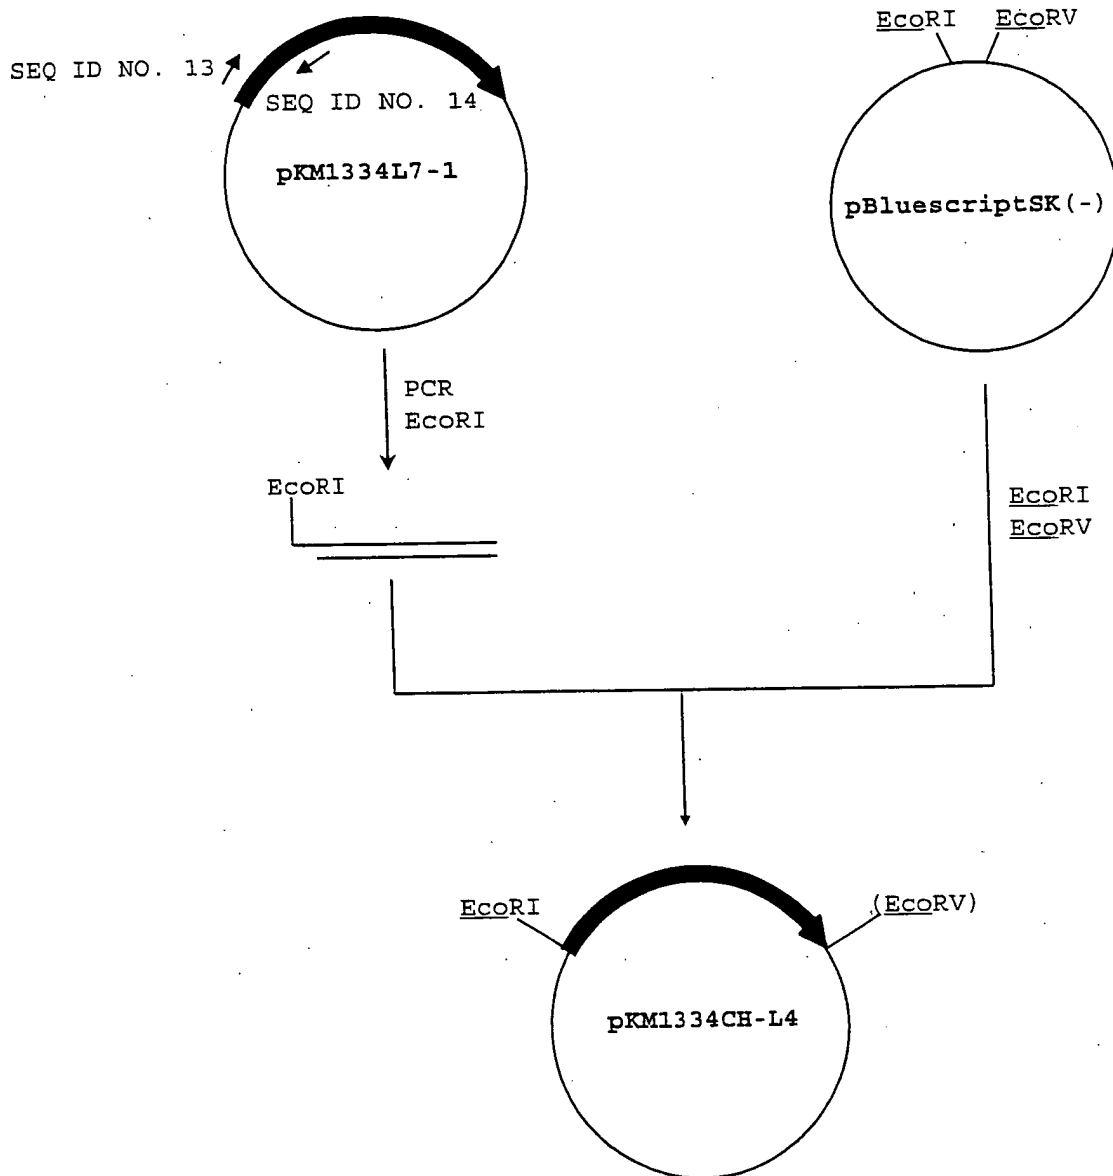 EcoRI EcoRV
SEQ ID NO. 13
SEQ ID NO. 14
pKM1334L7-1
pBluescriptSK(-)
PCR
EcoRI
EcoRI
EcoRI
EcoRV
EcoRI
(EcoRV)
pKM1334CH-L4